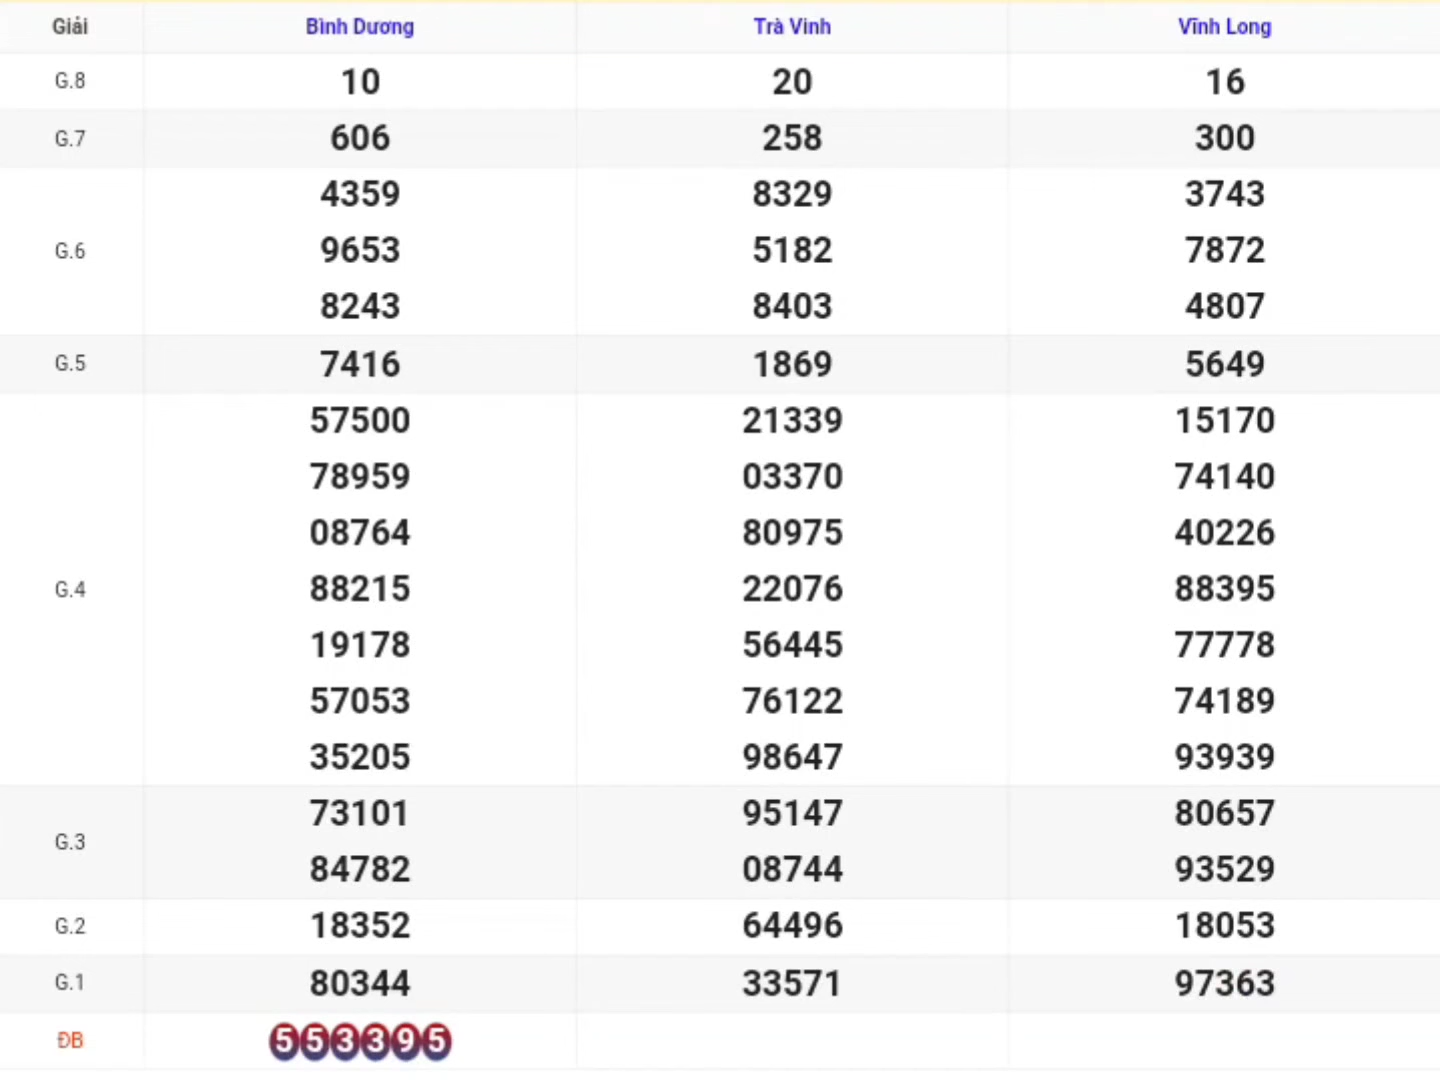 Giải Bình Dương Trà Vinh Vĩnh Long
G.8 10 20 16
G.7 606 258 300
4359 8329 3743
G.6 9653 5182 7872
8243 8403 4807
G.5 7416 1869 5649
57500 21339 15170
78959 03370 74140
08764 80975 40226
G.4 88215 22076 88395
19178 56445 77778
57053 76122 74189
35205 98647 93939
73101 95147 80657
G.3
84782 08744 93529
G.2 18352 64496 18053
G.1 80344 33571 97363
ĐB 553395